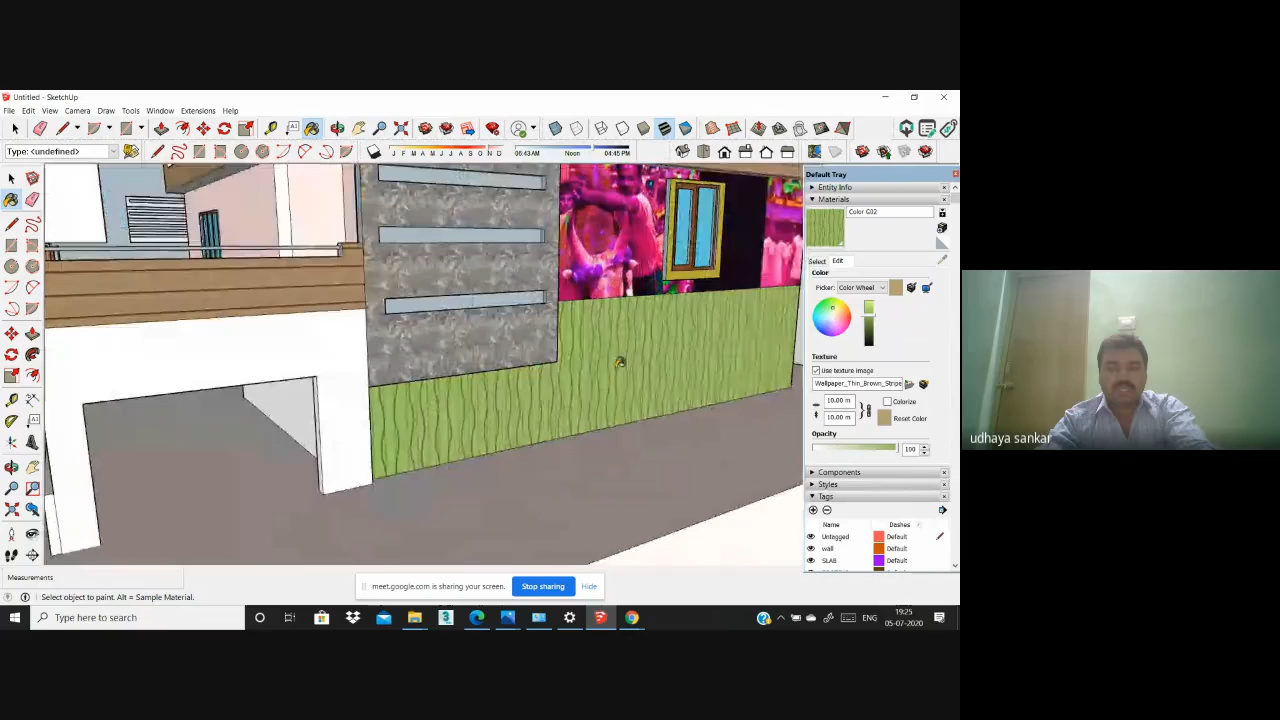 Untitled - SketchUp
File Edit View Camera Draw Tools Window Extensions Help
Type: <undefined>
J F M A M J J A S O N D
06:43 AM Noon 04:45 PM
Default Tray
Entity Info
Materials
Color G02
Select Edit
Color
Picker: Color Wheel
Texture
Use texture image
Wallpaper_Thin_Brown_Stripe
10.00 m
Colorize
10.00 m
Reset Color
Opacity
100
Components
Styles
Tags
Name Dashes
Untagged Default
wall Default
SLAB Default
Measurements
meet.google.com is sharing your screen. Stop sharing Hide
Select object to paint. Alt = Sample Material.
Type here to search
ENG
19:25
05-07-2020
udhaya sankar